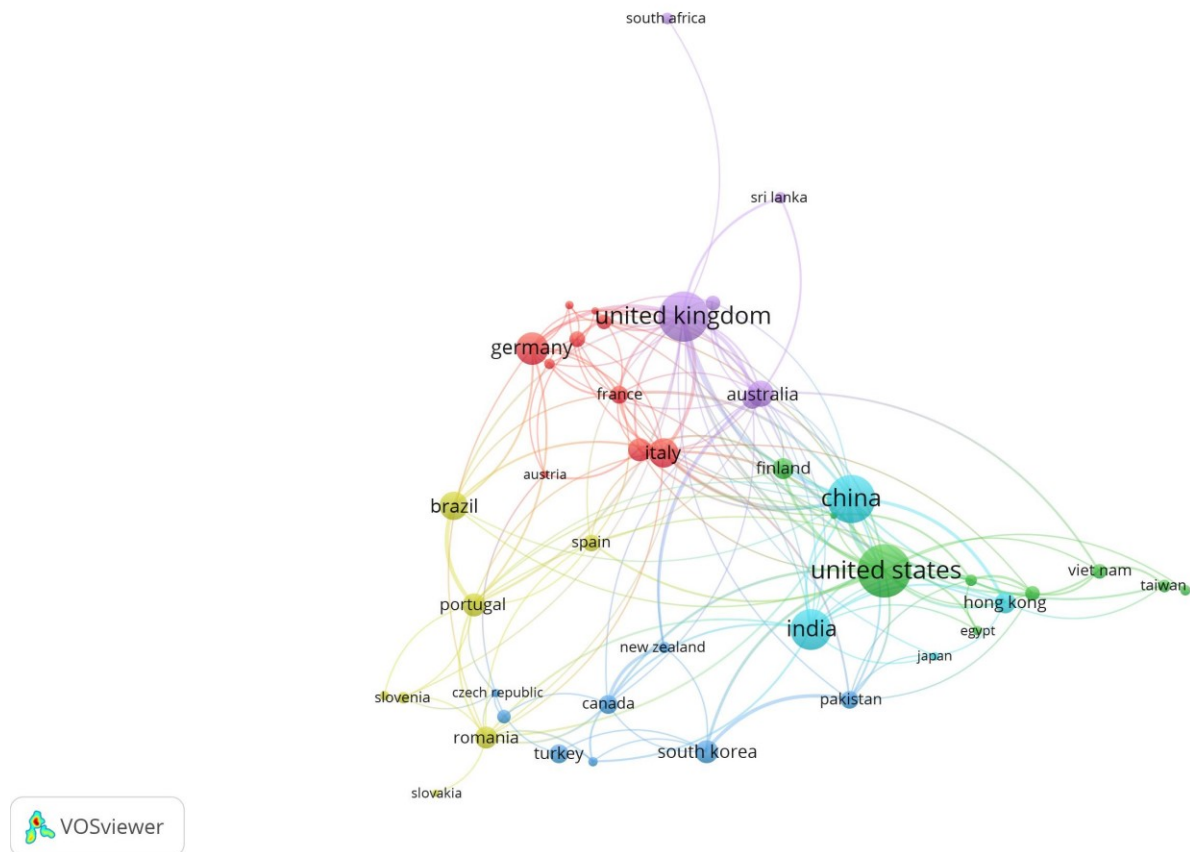 south africa
sri lanka
united kingdom
germany
france
australia
italy
finland
austria
china
brazil
spain
united states
viet nam
taiwan
portugal
hong kong
india
egypt
new zealand
japan
czech republic
slovenia
canada
pakistan
romania
turkey
south korea
slovakia
VOSviewer